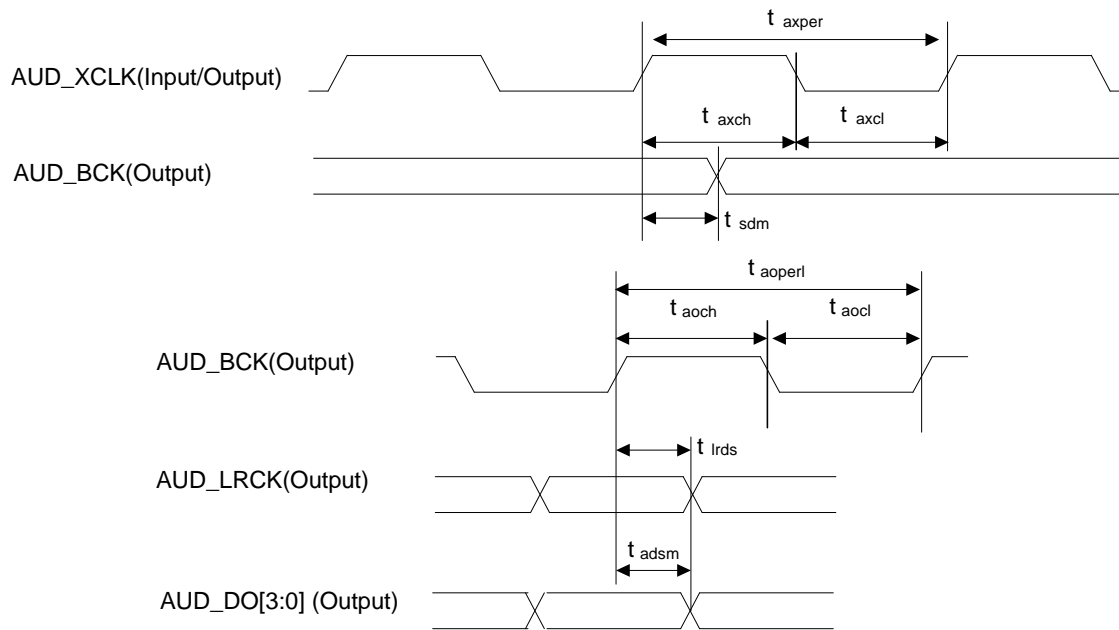 t axper
AUD_XCLK(Input/Output)
t axch
t axcl
AUD_BCK(Output)
t sdm
t aoperl
t aoch
t aocl
AUD_BCK(Output)
t lrds
AUD_LRCK(Output)
t adsm
AUD_DO[3:0] (Output)